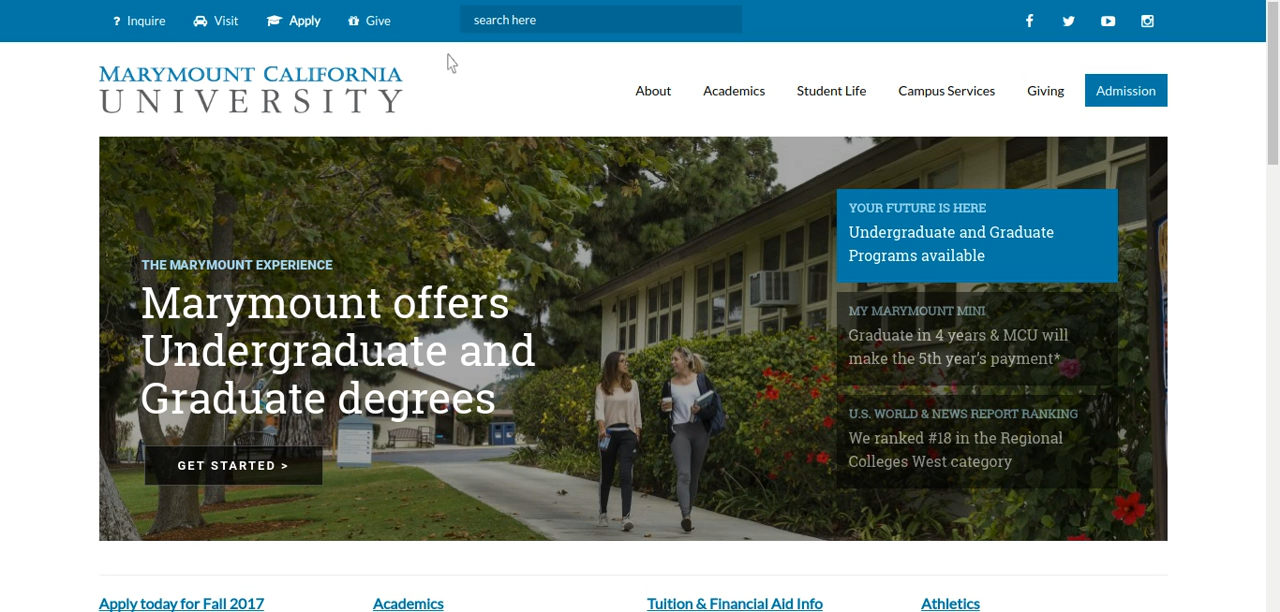 ? Inquire
Visit
Apply
Give
search here
MARYMOUNT CALIFORNIA
UNIVERSITY
About
Academics
Student Life
Campus Services
Giving
Admission
THE MARYMOUNT EXPERIENCE
Marymount offers
Undergraduate and
Graduate degrees
GET STARTED >
YOUR FUTURE IS HERE
Undergraduate and Graduate
Programs available
MY MARYMOUNT MINI
Graduate in 4 years & MCU will
make the 5th year's payment*
U.S. WORLD & NEWS REPORT RANKING
We ranked #18 in the Regional
Colleges West category
Apply today for Fall 2017
Academics
Tuition & Financial Aid Info
Athletics